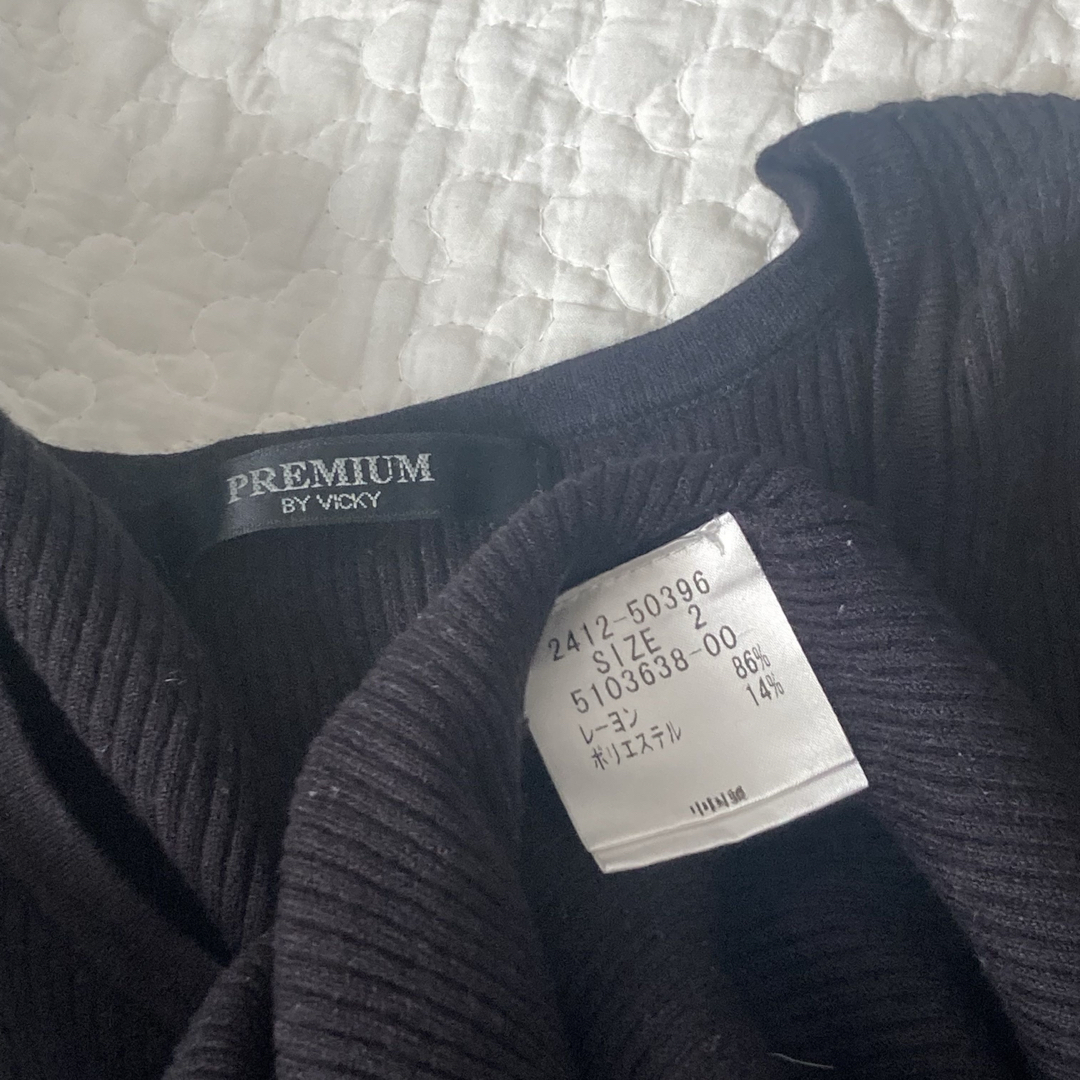 PREMIUM
BY VICKY
2412-50396
SIZE 2
5103638-00
レーヨン 86%
ポリエステル 14%